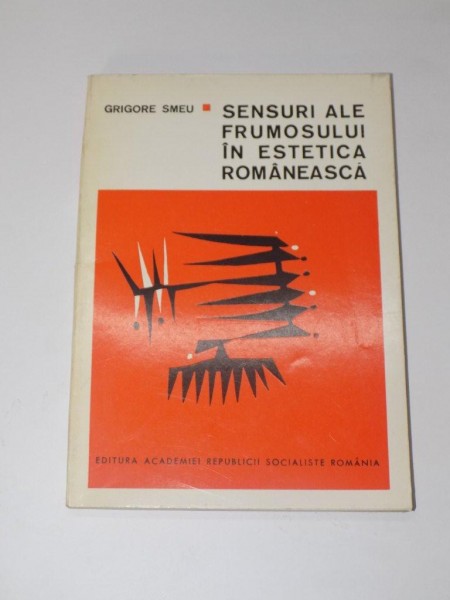 GRIGORE SMEU ■ SENSURI ALE
FRUMOSULUI
ÎN ESTETICA
ROMÂNEASCĂ
EDITURA ACADEMIEI REPUBLICII SOCIALISTE ROMÂNIA